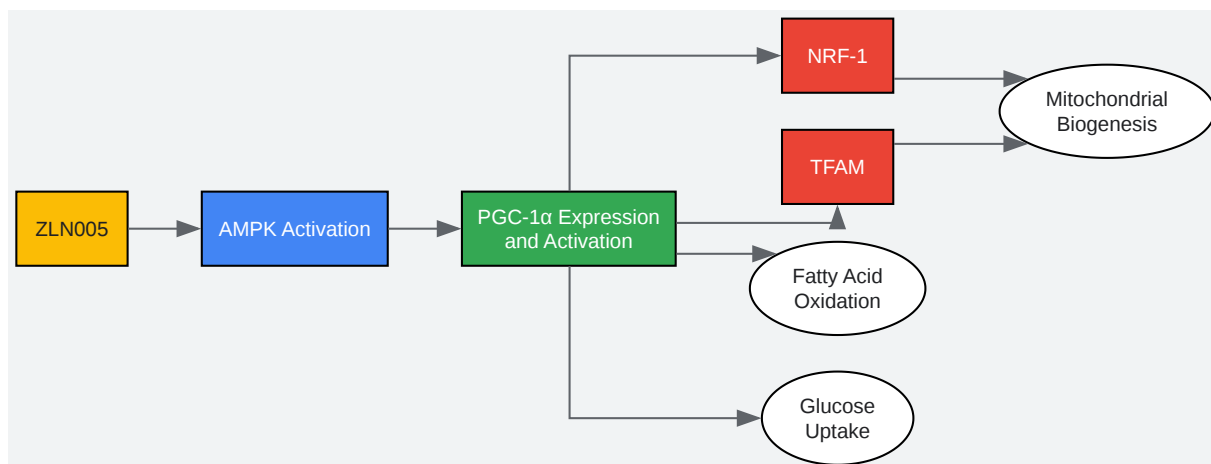 NRF-1
Mitochondrial
Biogenesis
TFAM
ZLN005
AMPK Activation
PGC-1α Expression
and Activation
Fatty Acid
Oxidation
Glucose
Uptake